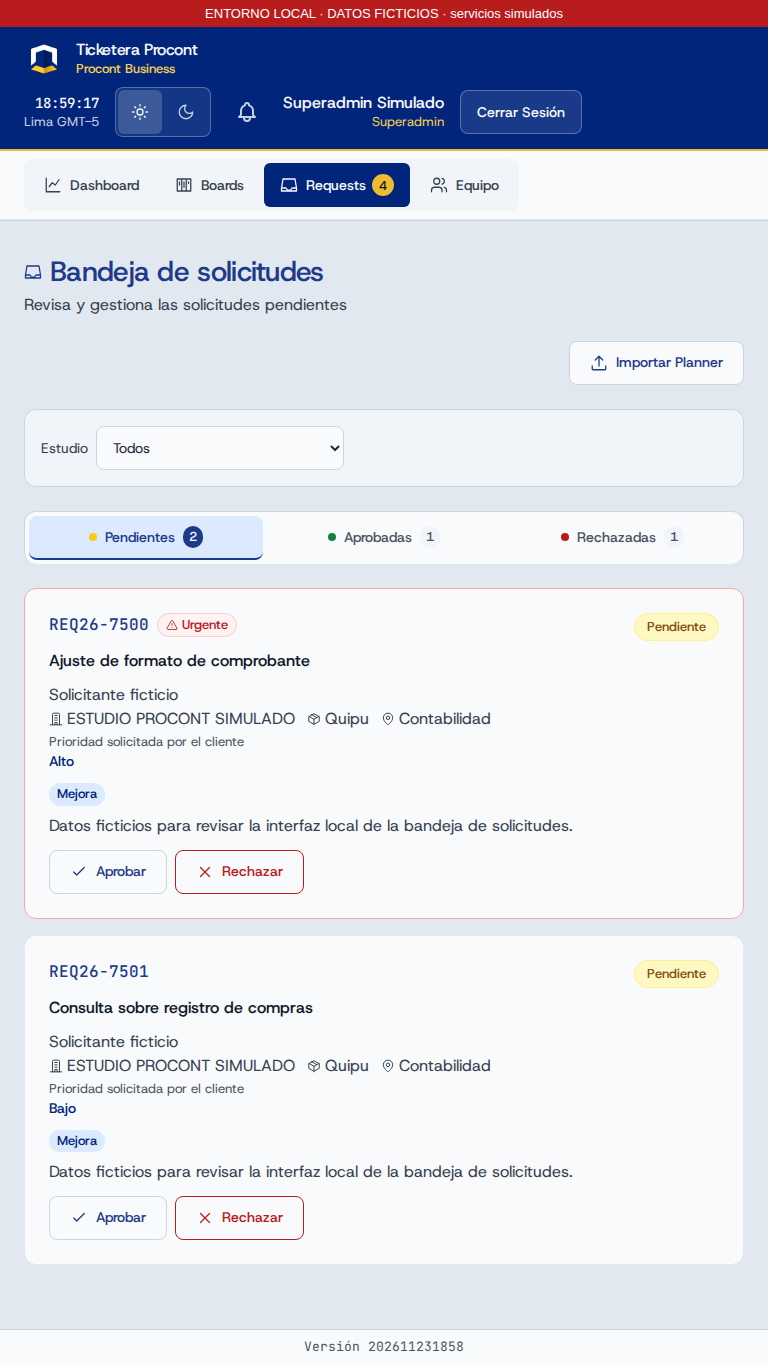 ENTORNO LOCAL · DATOS FICTICIOS · servicios simulados
Ticketera Procont
Procont Business
18:59:17
Lima GMT-5
Superadmin Simulado
Superadmin
Cerrar Sesión
Dashboard
Boards
Requests 4
Equipo
Bandeja de solicitudes
Revisa y gestiona las solicitudes pendientes
Importar Planner
Estudio Todos
Pendientes 2
Aprobadas 1
Rechazadas 1
REQ26-7500 Urgente Pendiente
Ajuste de formato de comprobante
Solicitante ficticio
ESTUDIO PROCONT SIMULADO Quipu Contabilidad
Prioridad solicitada por el cliente
Alto
Mejora
Datos ficticios para revisar la interfaz local de la bandeja de solicitudes.
Aprobar Rechazar
REQ26-7501 Pendiente
Consulta sobre registro de compras
Solicitante ficticio
ESTUDIO PROCONT SIMULADO Quipu Contabilidad
Prioridad solicitada por el cliente
Bajo
Mejora
Datos ficticios para revisar la interfaz local de la bandeja de solicitudes.
Aprobar Rechazar
Versión 202611231858